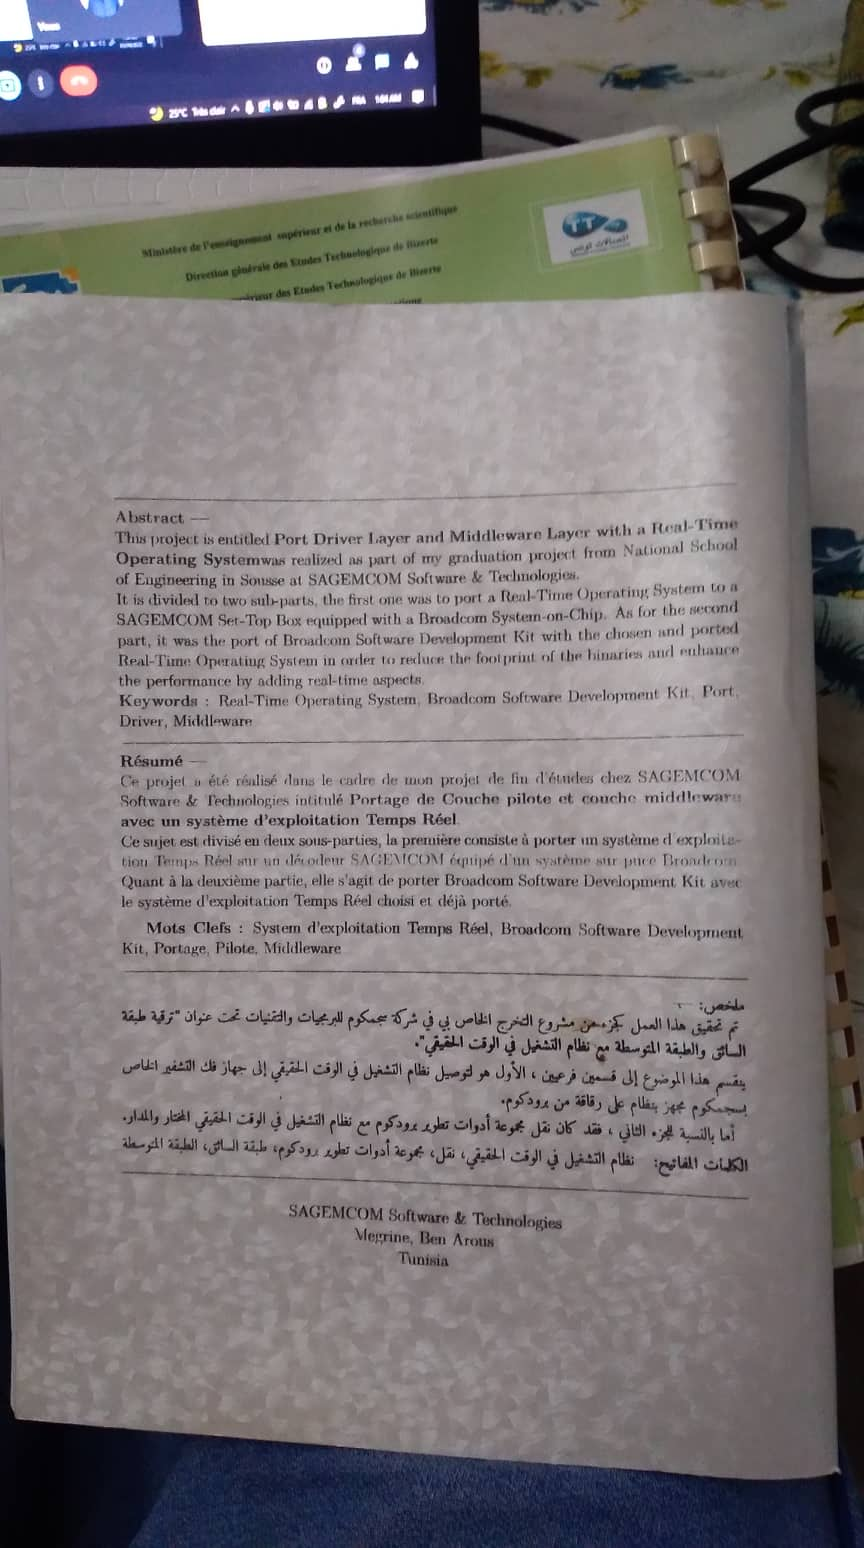 25°C Très clair
FRA
1:01 AM
Ministère de l'enseignement supérieur et de la recherche scientifique
Direction générale des Etudes Technologique de Bizerte
érieur des Etudes Technologique de Bizerte
TT
اتصالات تونس
Abstract —
This project is entitled Port Driver Layer and Middleware Layer with a Real-Time
Operating Systemwas realized as part of my graduation project from National School
of Engineering in Sousse at SAGEMCOM Software & Technologies.
It is divided to two sub-parts, the first one was to port a Real-Time Operating System to a
SAGEMCOM Set-Top Box equipped with a Broadcom System-on-Chip. As for the second
part, it was the port of Broadcom Software Development Kit with the chosen and ported
Real-Time Operating System in order to reduce the footprint of the binaries and enhance
the performance by adding real-time aspects.
Keywords : Real-Time Operating System, Broadcom Software Development Kit, Port,
Driver, Middleware
Résumé —
Ce projet a été réalisé dans le cadre de mon projet de fin d'études chez SAGEMCOM
Software & Technologies intitulé Portage de Couche pilote et couche middleware
avec un système d'exploitation Temps Réel.
Ce sujet est divisé en deux sous-parties, la première consiste à porter un système d'exploita-
tion Temps Réel sur un décodeur SAGEMCOM équipé d'un système sur puce Broadcom.
Quant à la deuxième partie, elle s'agit de porter Broadcom Software Development Kit avec
le système d'exploitation Temps Réel choisi et déjà porté.
Mots Clefs : System d'exploitation Temps Réel, Broadcom Software Development
Kit, Portage, Pilote, Middleware
ملخص: —
تم تحقيق هذا العمل كجزء من مشروع التخرج الخاص بي في شركة سجمكوم للبرمجيات والتقنيات تحت عنوان "ترقية طبقة
السائق والطبقة المتوسطة مع نظام التشغيل في الوقت الحقيقي".
ينقسم هذا الموضوع إلى قسمين فرعيين ، الأول هو لتوصيل نظام التشغيل في الوقت الحقيقي إلى جهاز فك التشفير الخاص
بسجمكوم مجهز بنظام على رقاقة من برودكوم.
أما بالنسبة للجزء الثاني ، فقد كان نقل مجموعة أدوات تطوير برودكوم مع نظام التشغيل في الوقت الحقيقي المختار والمدار.
الكلمات المفاتيح: نظام التشغيل في الوقت الحقيقي، نقل، مجموعة أدوات تطوير برودكوم، طبقة السائق، الطبقة المتوسطة
SAGEMCOM Software & Technologies
Megrine, Ben Arous
Tunisia